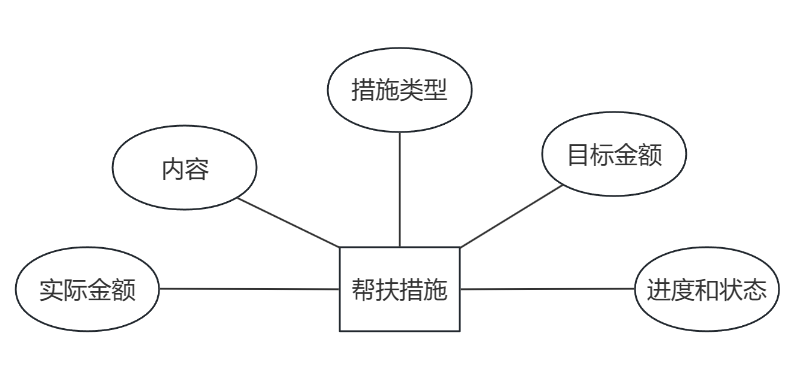 措施类型
目标金额
内容
实际金额
帮扶措施
进度和状态